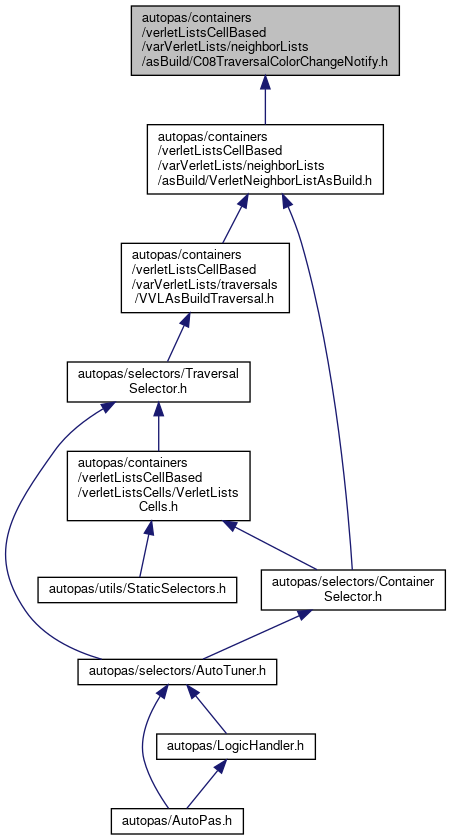 autopas/containers
/verletListsCellBased
/varVerletLists/neighborLists
/asBuild/C08TraversalColorChangeNotify.h
autopas/containers
/verletListsCellBased
/varVerletLists/neighborLists
/asBuild/VerletNeighborListAsBuild.h
autopas/containers
/verletListsCellBased
/varVerletLists/traversals
/VVLAsBuildTraversal.h
autopas/selectors/Traversal
Selector.h
autopas/containers
/verletListsCellBased
/verletListsCells/VerletLists
Cells.h
autopas/utils/StaticSelectors.h
autopas/selectors/Container
Selector.h
autopas/selectors/AutoTuner.h
autopas/LogicHandler.h
autopas/AutoPas.h